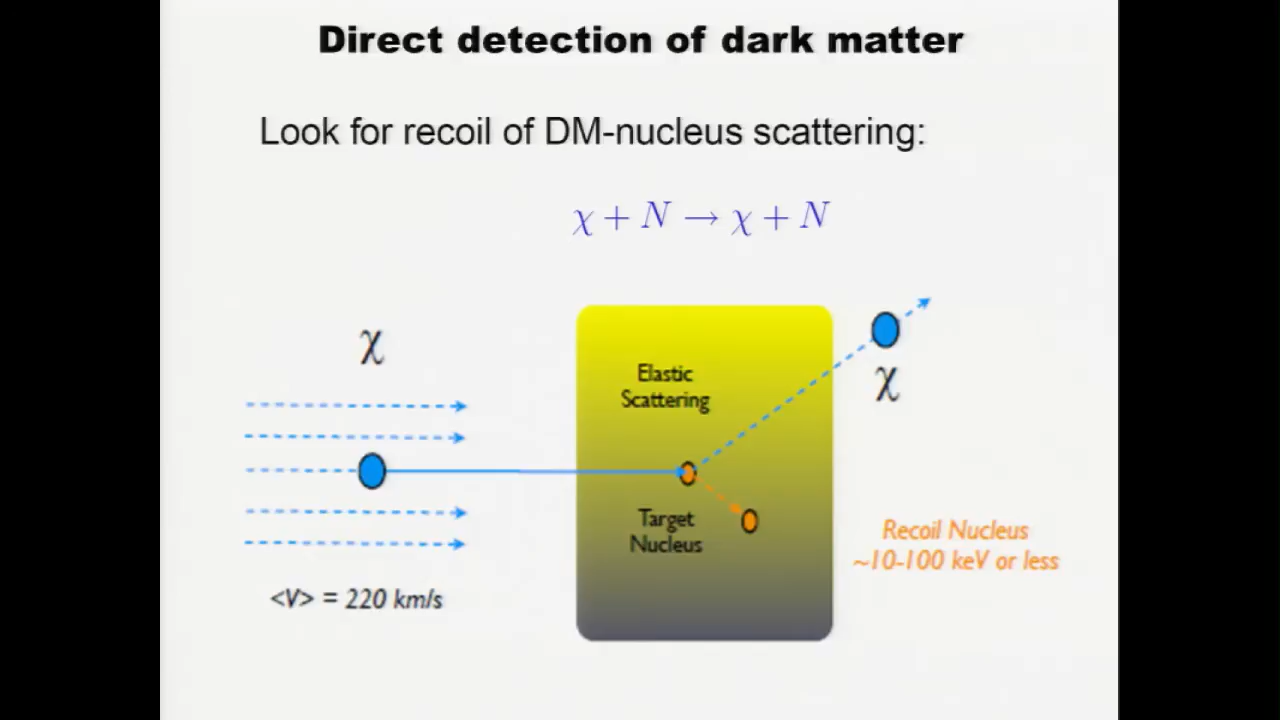 Direct detection of dark matter
Look for recoil of DM-nucleus scattering:
χ + N → χ + N
χ
Elastic
Scattering
χ
Target
Nucleus
Recoil Nucleus
~10-100 keV or less
<V> = 220 km/s